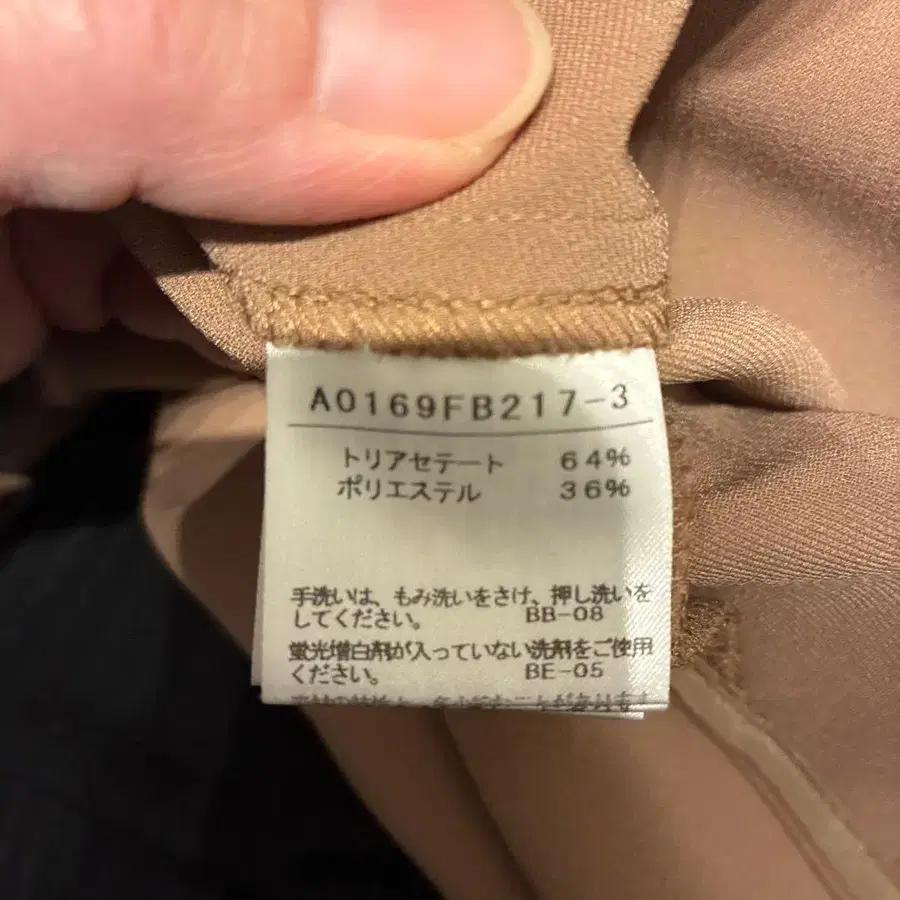 A0169FB217-3
トリアセテート 64%
ポリエステル 36%
手洗いは、もみ洗いをさけ、押し洗いを
してください。 BB-08
蛍光増白剤が入っていない洗剤をご使用
ください。 BE-05